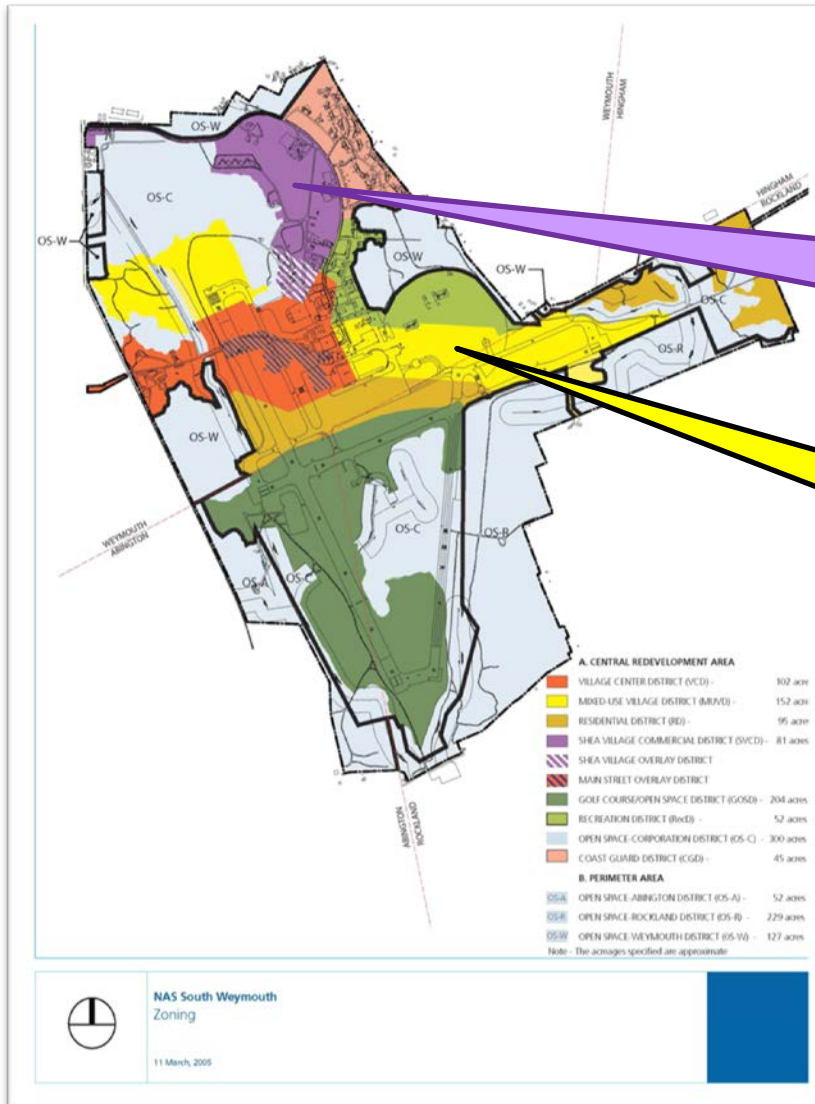 WEYMOUTH
HINGHAM
OS-W
OS-C
HINGHAM
ROCKLAND
OS-W
OS-W
OS-W
OS-C
OS-R
OS-W
OS-C
WEYMOUTH
ABINGTON
OS-R
OS-A
OS-C
ABINGTON
ROCKLAND
A. CENTRAL REDEVELOPMENT AREA
VILLAGE CENTER DISTRICT (VCD) - 102 acre
MIXED-USE VILLAGE DISTRICT (MUVD) - 152 acre
RESIDENTIAL DISTRICT (RD) - 95 acre
SHEA VILLAGE COMMERCIAL DISTRICT (SVCD) - 81 acres
SHEA VILLAGE OVERLAY DISTRICT
MAIN STREET OVERLAY DISTRICT
GOLF COURSE/OPEN SPACE DISTRICT (GOSD) - 204 acres
RECREATION DISTRICT (RecD) - 52 acres
OPEN SPACE-CORPORATION DISTRICT (OS-C) - 300 acres
COAST GUARD DISTRICT (CGD) - 45 acres
B. PERIMETER AREA
OS-A OPEN SPACE-ABINGTON DISTRICT (OS-A) - 52 acres
OS-R OPEN SPACE-ROCKLAND DISTRICT (OS-R) - 229 acres
OS-W OPEN SPACE-WEYMOUTH DISTRICT (OS-W) - 127 acres
Note - The acreages specified are approximate
NAS South Weymouth
Zoning
11 March, 2005